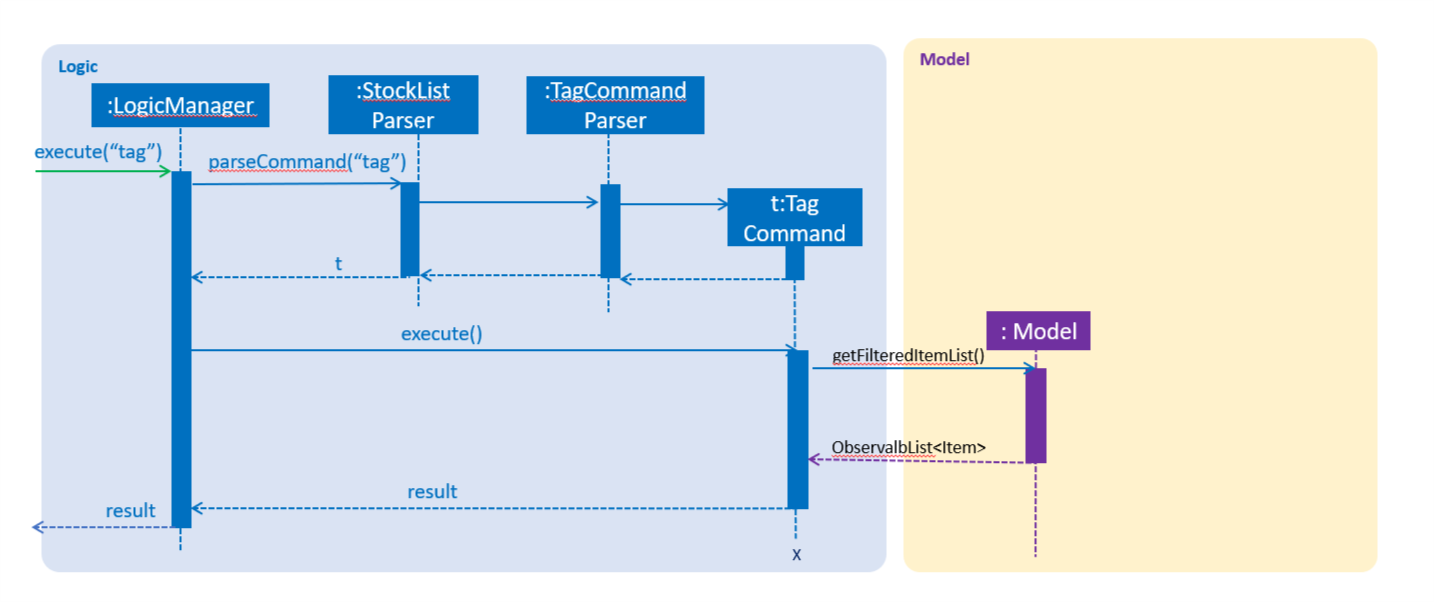 Logic
Model
:LogicManager
:StockList
Parser
:TagCommand
Parser
execute(“tag”)
parseCommand(“tag”)
t:Tag
Command
t
execute()
: Model
getFilteredItemList()
ObservalbList<Item>
result
result
x